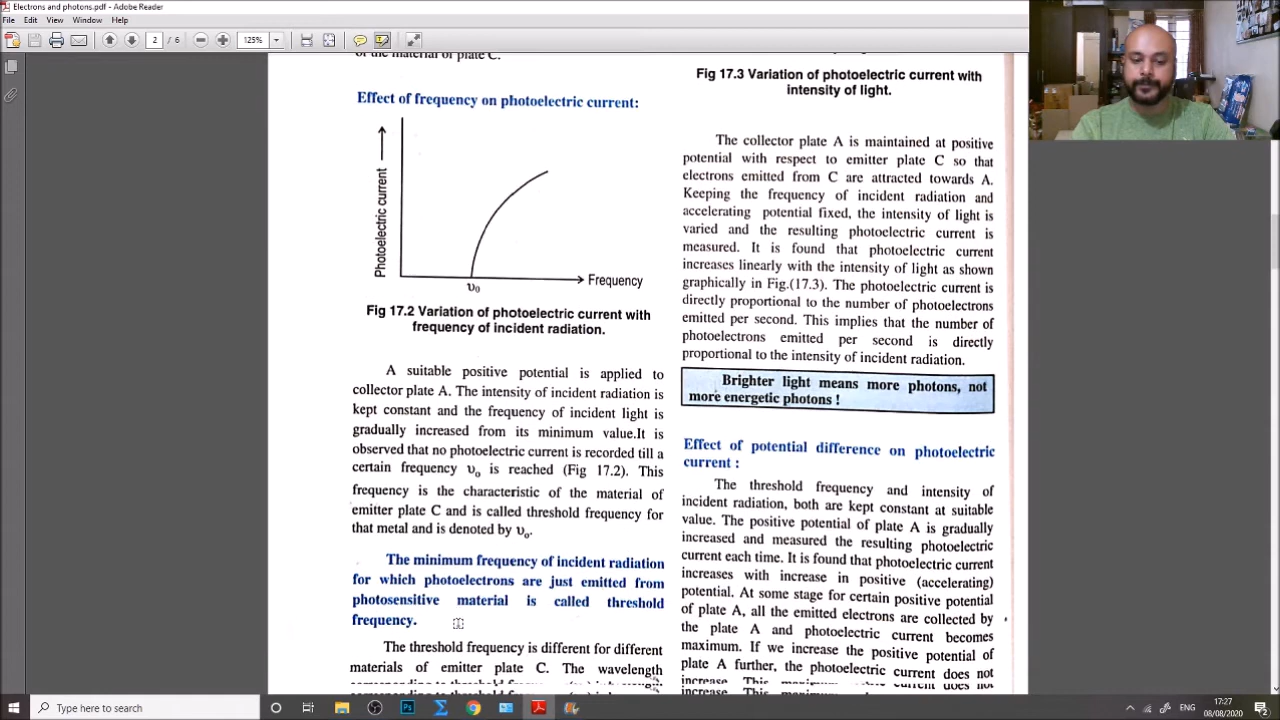 Electrons and photons.pdf - Adobe Reader
File Edit View Window Help
2 / 6 125%
of the material of plate C.
Effect of frequency on photoelectric current:
Photoelectric current
Frequency
υ₀
Fig 17.2 Variation of photoelectric current with
frequency of incident radiation.
A suitable positive potential is applied to
collector plate A. The intensity of incident radiation is
kept constant and the frequency of incident light is
gradually increased from its minimum value.It is
observed that no photoelectric current is recorded till a
certain frequency υ₀ is reached (Fig 17.2). This
frequency is the characteristic of the material of
emitter plate C and is called threshold frequency for
that metal and is denoted by υ₀.
The minimum frequency of incident radiation
for which photoelectrons are just emitted from
photosensitive material is called threshold
frequency.
The threshold frequency is different for different
materials of emitter plate C. The wavelength
Fig 17.3 Variation of photoelectric current with
intensity of light.
The collector plate A is maintained at positive
potential with respect to emitter plate C so that
electrons emitted from C are attracted towards A.
Keeping the frequency of incident radiation and
accelerating potential fixed, the intensity of light is
varied and the resulting photoelectric current is
measured. It is found that photoelectric current
increases linearly with the intensity of light as shown
graphically in Fig.(17.3). The photoelectric current is
directly proportional to the number of photoelectrons
emitted per second. This implies that the number of
photoelectrons emitted per second is directly
proportional to the intensity of incident radiation.
Brighter light means more photons, not
more energetic photons !
Effect of potential difference on photoelectric
current :
The threshold frequency and intensity of
incident radiation, both are kept constant at suitable
value. The positive potential of plate A is gradually
increased and measured the resulting photoelectric
current each time. It is found that photoelectric current
increases with increase in positive (accelerating)
potential. At some stage for certain positive potential
of plate A, all the emitted electrons are collected by
the plate A and photoelectric current becomes
maximum. If we increase the positive potential of
plate A further, the photoelectric current does not
increase. This maximum
Type here to search
17:27
08/08/2020